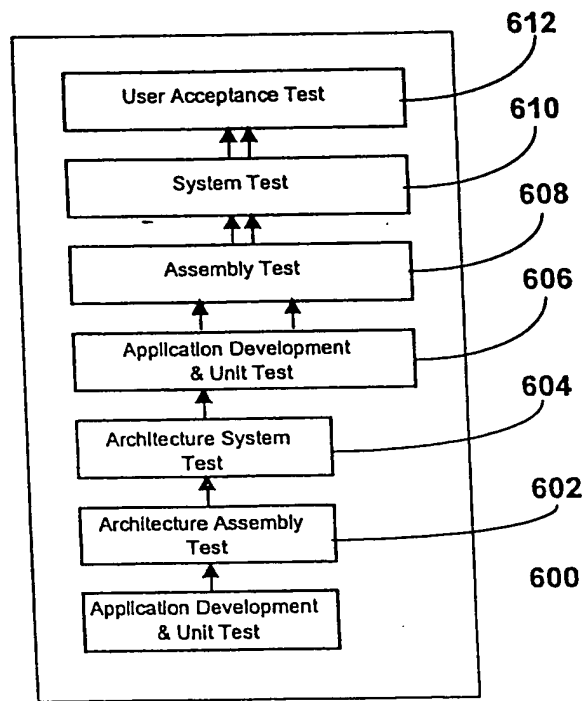 612
User Acceptance Test
610
System Test
608
Assembly Test
606
Application Development
& Unit Test
604
Architecture System
Test
602
Architecture Assembly
Test
600
Application Development
& Unit Test